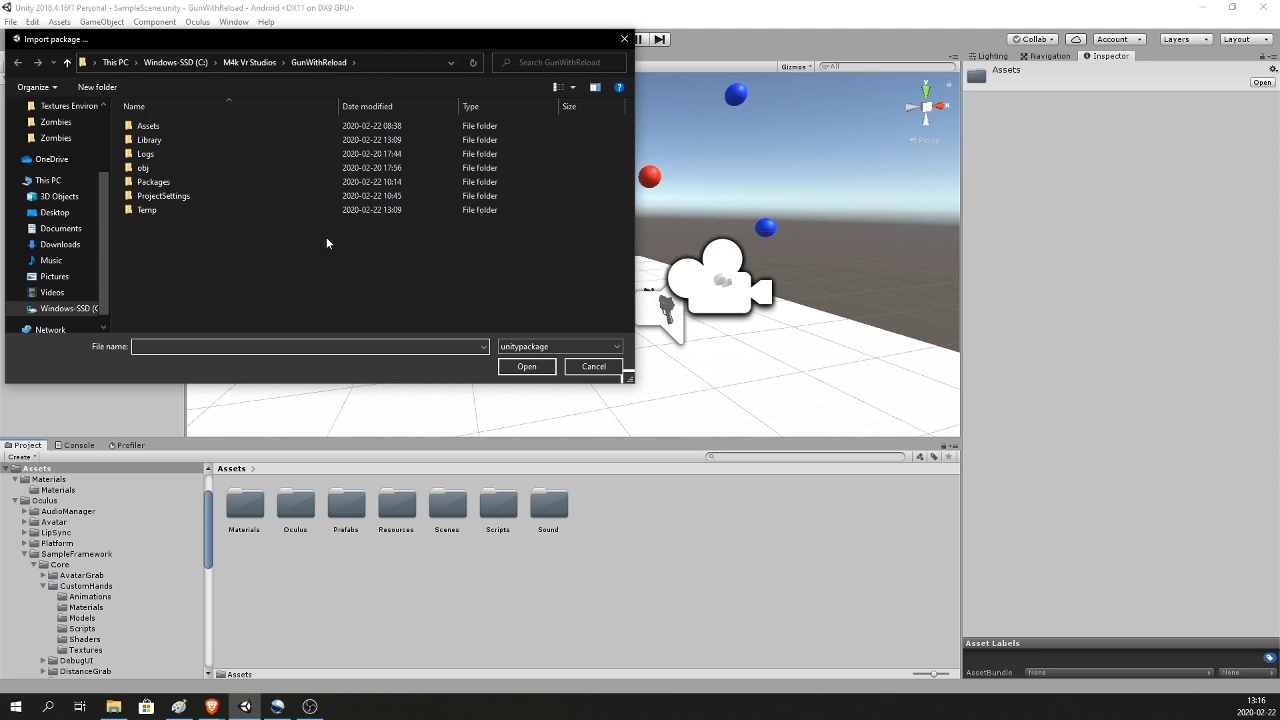 Unity 2018.4.16f1 Personal - SampleScene.unity - GunWithReload - Android <DX11 on DX9 GPU>
File Edit Assets GameObject Component Oculus Window Help
Import package ...
Collab Account Layers Layout
This PC Windows-SSD (C:) M4k Vr Studios GunWithReload
Search GunWithReload
Lighting Navigation Inspector
Gizmos All
Assets
Open
Organize New folder
Name Date modified Type Size
Textures Environ
Zombies
Zombies
OneDrive
This PC
3D Objects
Desktop
Documents
Downloads
Music
Pictures
Videos
Windows-SSD (C
Network
Assets 2020-02-22 08:38 File folder
Library 2020-02-22 13:09 File folder
Logs 2020-02-20 17:44 File folder
obj 2020-02-20 17:56 File folder
Packages 2020-02-22 10:14 File folder
ProjectSettings 2020-02-22 10:45 File folder
Temp 2020-02-22 13:09 File folder
y
Persp
File name: unitypackage
Open Cancel
Project Console Profiler
Create
Assets
Materials
Materials
Oculus
AudioManager
Avatar
LipSync
Platform
SampleFramework
Core
AvatarGrab
CustomHands
Animations
Materials
Models
Scripts
Shaders
Textures
DebugUI
DistanceGrab
Assets
Materials Oculus Prefabs Resources Scenes Scripts Sound
Assets
Asset Labels
AssetBundle None None
13:16
2020-02-22